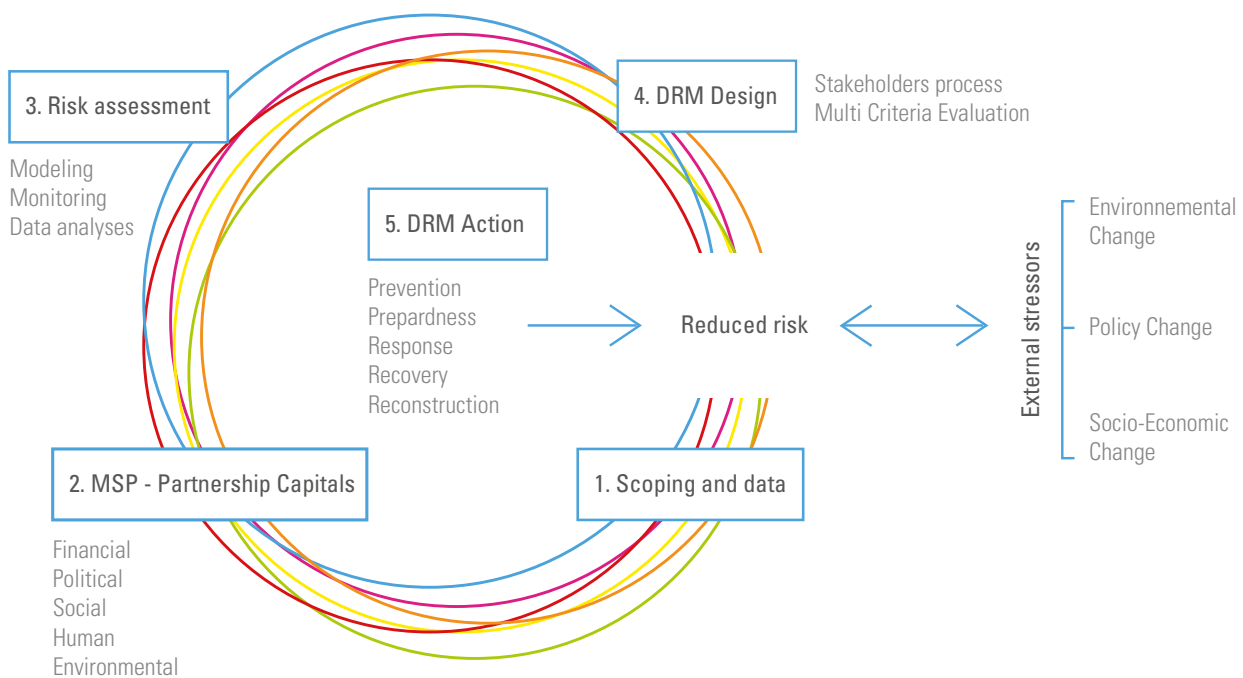 3. Risk assessment
Modeling
Monitoring
Data analyses
4. DRM Design
Stakeholders process
Multi Criteria Evaluation
5. DRM Action
Prevention
Prepardness
Response
Recovery
Reconstruction
Reduced risk
External stressors
Environnemental
Change
Policy Change
Socio-Economic
Change
2. MSP - Partnership Capitals
Financial
Political
Social
Human
Environmental
1. Scoping and data